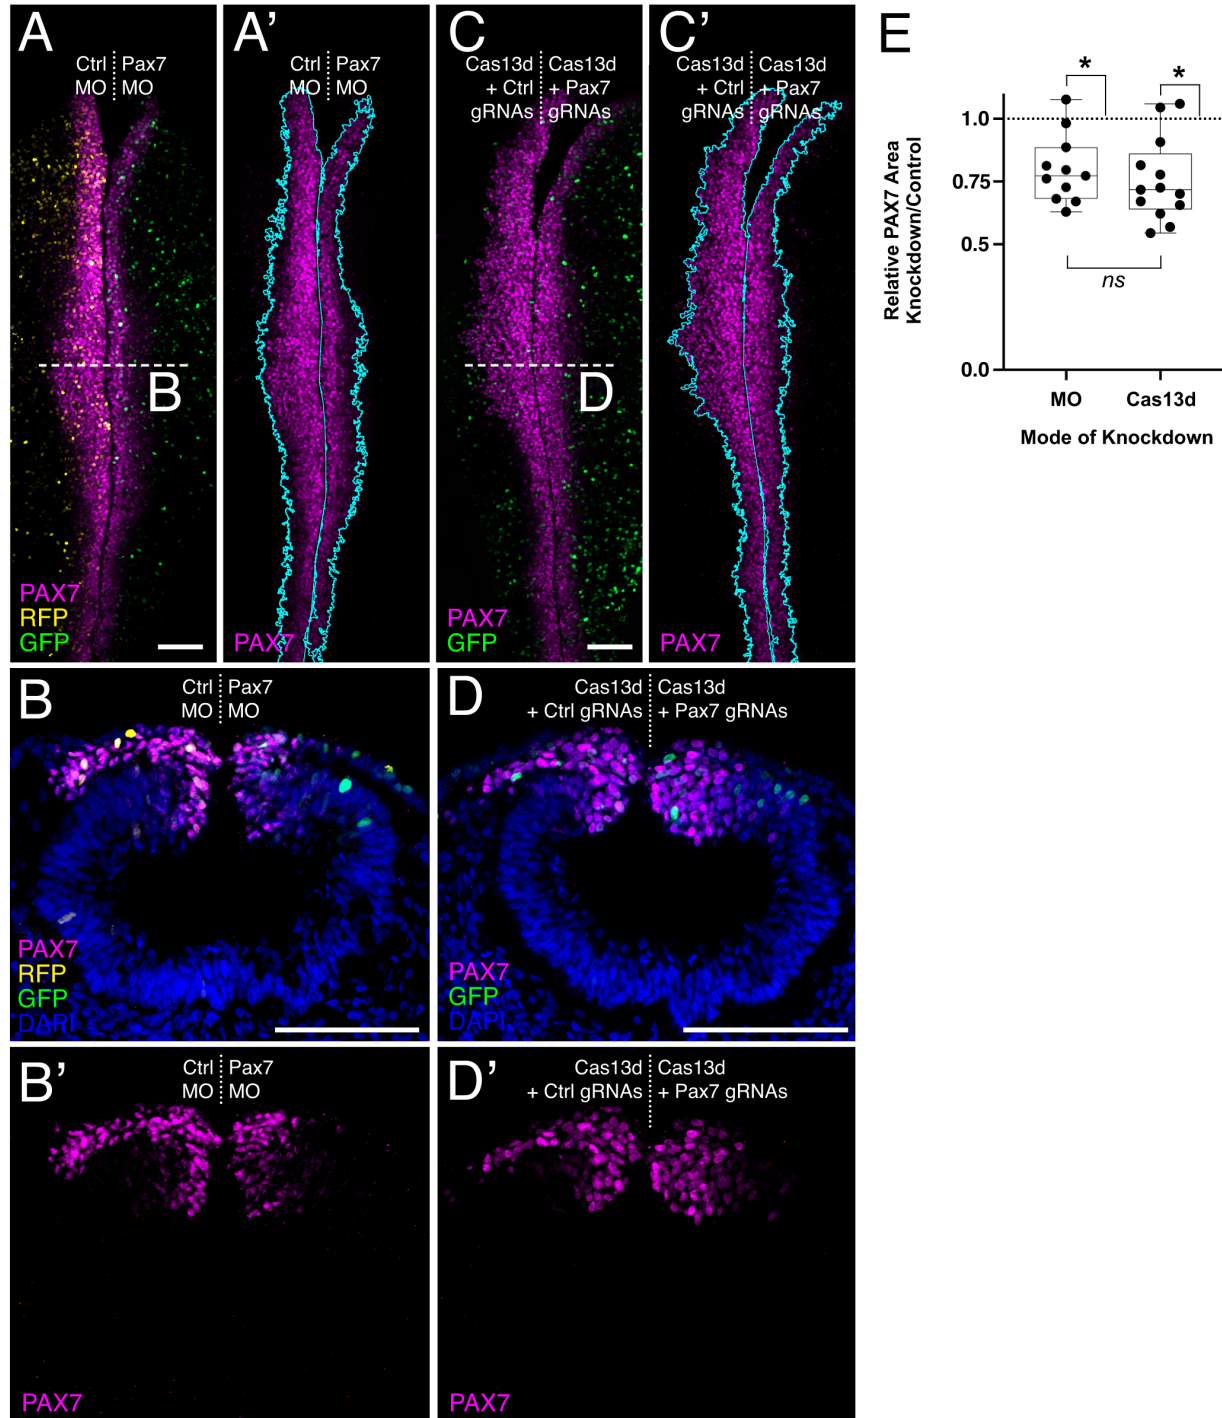 A
Ctrl Pax7
MO MO
B
PAX7
RFP
GFP
A'
Ctrl Pax7
MO MO
PAX7
C
Cas13d Cas13d
+ Ctrl + Pax7
gRNAs gRNAs
D
PAX7
GFP
C'
Cas13d Cas13d
+ Ctrl + Pax7
gRNAs gRNAs
PAX7
E
*
*
1.0
0.75
0.5
0.0
ns
Relative PAX7 Area
Knockdown/Control
MO Cas13d
Mode of Knockdown
B
Ctrl Pax7
MO MO
PAX7
RFP
GFP
DAPI
D
Cas13d Cas13d
+ Ctrl gRNAs + Pax7 gRNAs
PAX7
GFP
DAPI
B'
Ctrl Pax7
MO MO
PAX7
D'
Cas13d Cas13d
+ Ctrl gRNAs + Pax7 gRNAs
PAX7